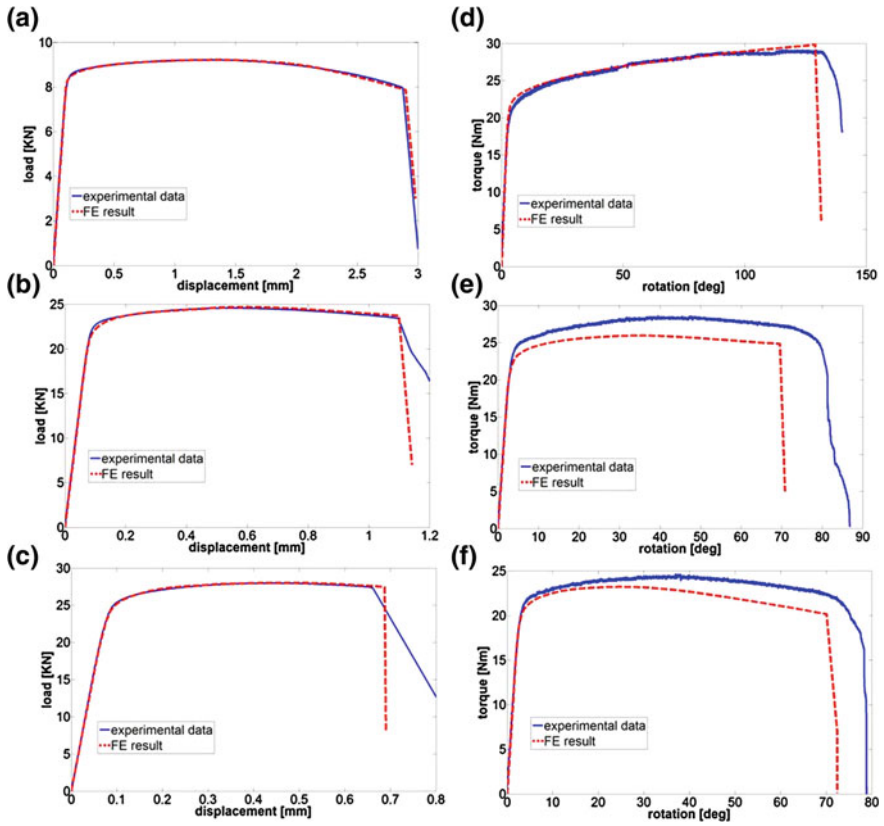 (a)
10
8
6
4
2
0
load [KN]
experimental data
FE result
0
0.5
1
1.5
2
2.5
3
displacement [mm]
(d)
30
25
20
15
10
5
0
torque [Nm]
experimental data
FE result
0
50
100
150
rotation [deg]
(b)
25
20
15
10
5
0
load [KN]
experimental data
FE result
0
0.2
0.4
0.6
0.8
1
1.2
displacement [mm]
(e)
30
25
20
15
10
5
0
torque [Nm]
experimental data
FE result
0
10
20
30
40
50
60
70
80
90
rotation [deg]
(c)
30
25
20
15
10
5
0
load [KN]
experimental data
FE result
0
0.1
0.2
0.3
0.4
0.5
0.6
0.7
0.8
displacement [mm]
(f)
25
20
15
10
5
0
torque [Nm]
experimental data
FE result
0
10
20
30
40
50
60
70
80
rotation [deg]